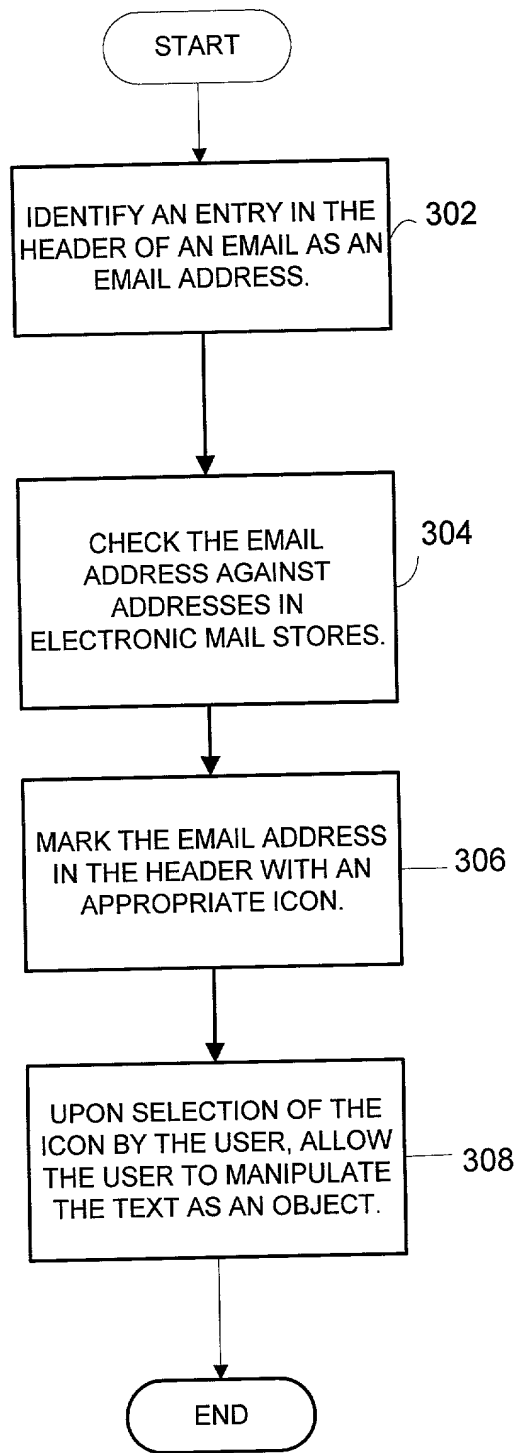 START
IDENTIFY AN ENTRY IN THE
HEADER OF AN EMAIL AS AN
EMAIL ADDRESS.
302
CHECK THE EMAIL
ADDRESS AGAINST
ADDRESSES IN
ELECTRONIC MAIL STORES.
304
MARK THE EMAIL ADDRESS
IN THE HEADER WITH AN
APPROPRIATE ICON.
306
UPON SELECTION OF THE
ICON BY THE USER, ALLOW
THE USER TO MANIPULATE
THE TEXT AS AN OBJECT.
308
END